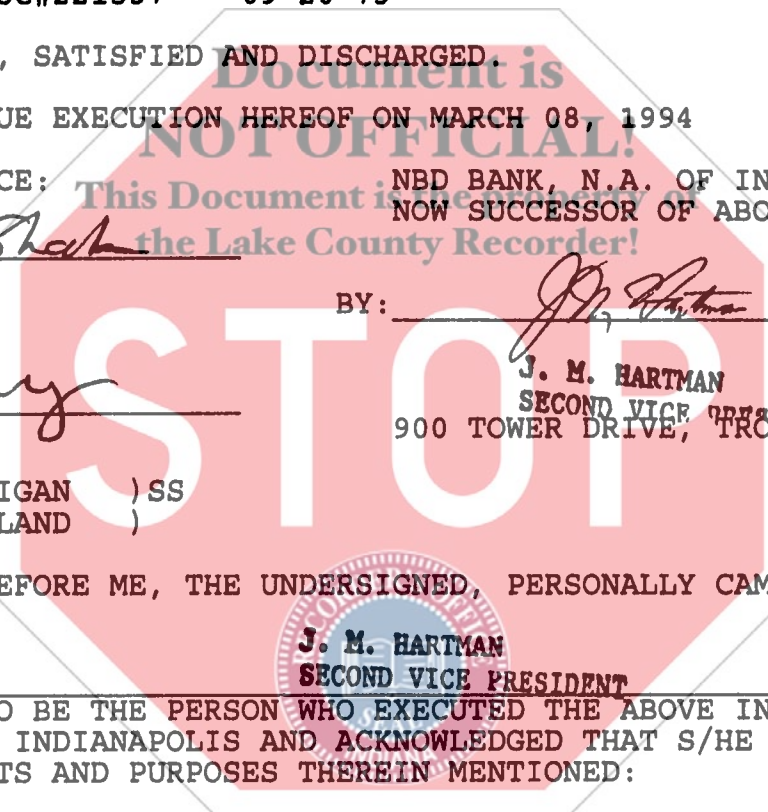 , SATISFIED AND DISCHARGED.
Document is
UE EXECUTION HEREOF ON MARCH 08, 1994
NOT OFFICIAL!
CE:
NBD BANK, N.A. OF IN
This Document is the property of
NOW SUCCESSOR OF ABO
the Lake County Recorder!
BY:
STOP
J. M. HARTMAN
SECOND VICE
900 TOWER DRIVE, TRO
IGAN )SS
LAND )
EFORE ME, THE UNDERSIGNED, PERSONALLY CAM
J. M. HARTMAN
SECOND VICE PRESIDENT
O BE THE PERSON WHO EXECUTED THE ABOVE IN
INDIANAPOLIS AND ACKNOWLEDGED THAT S/HE
TS AND PURPOSES THEREIN MENTIONED: